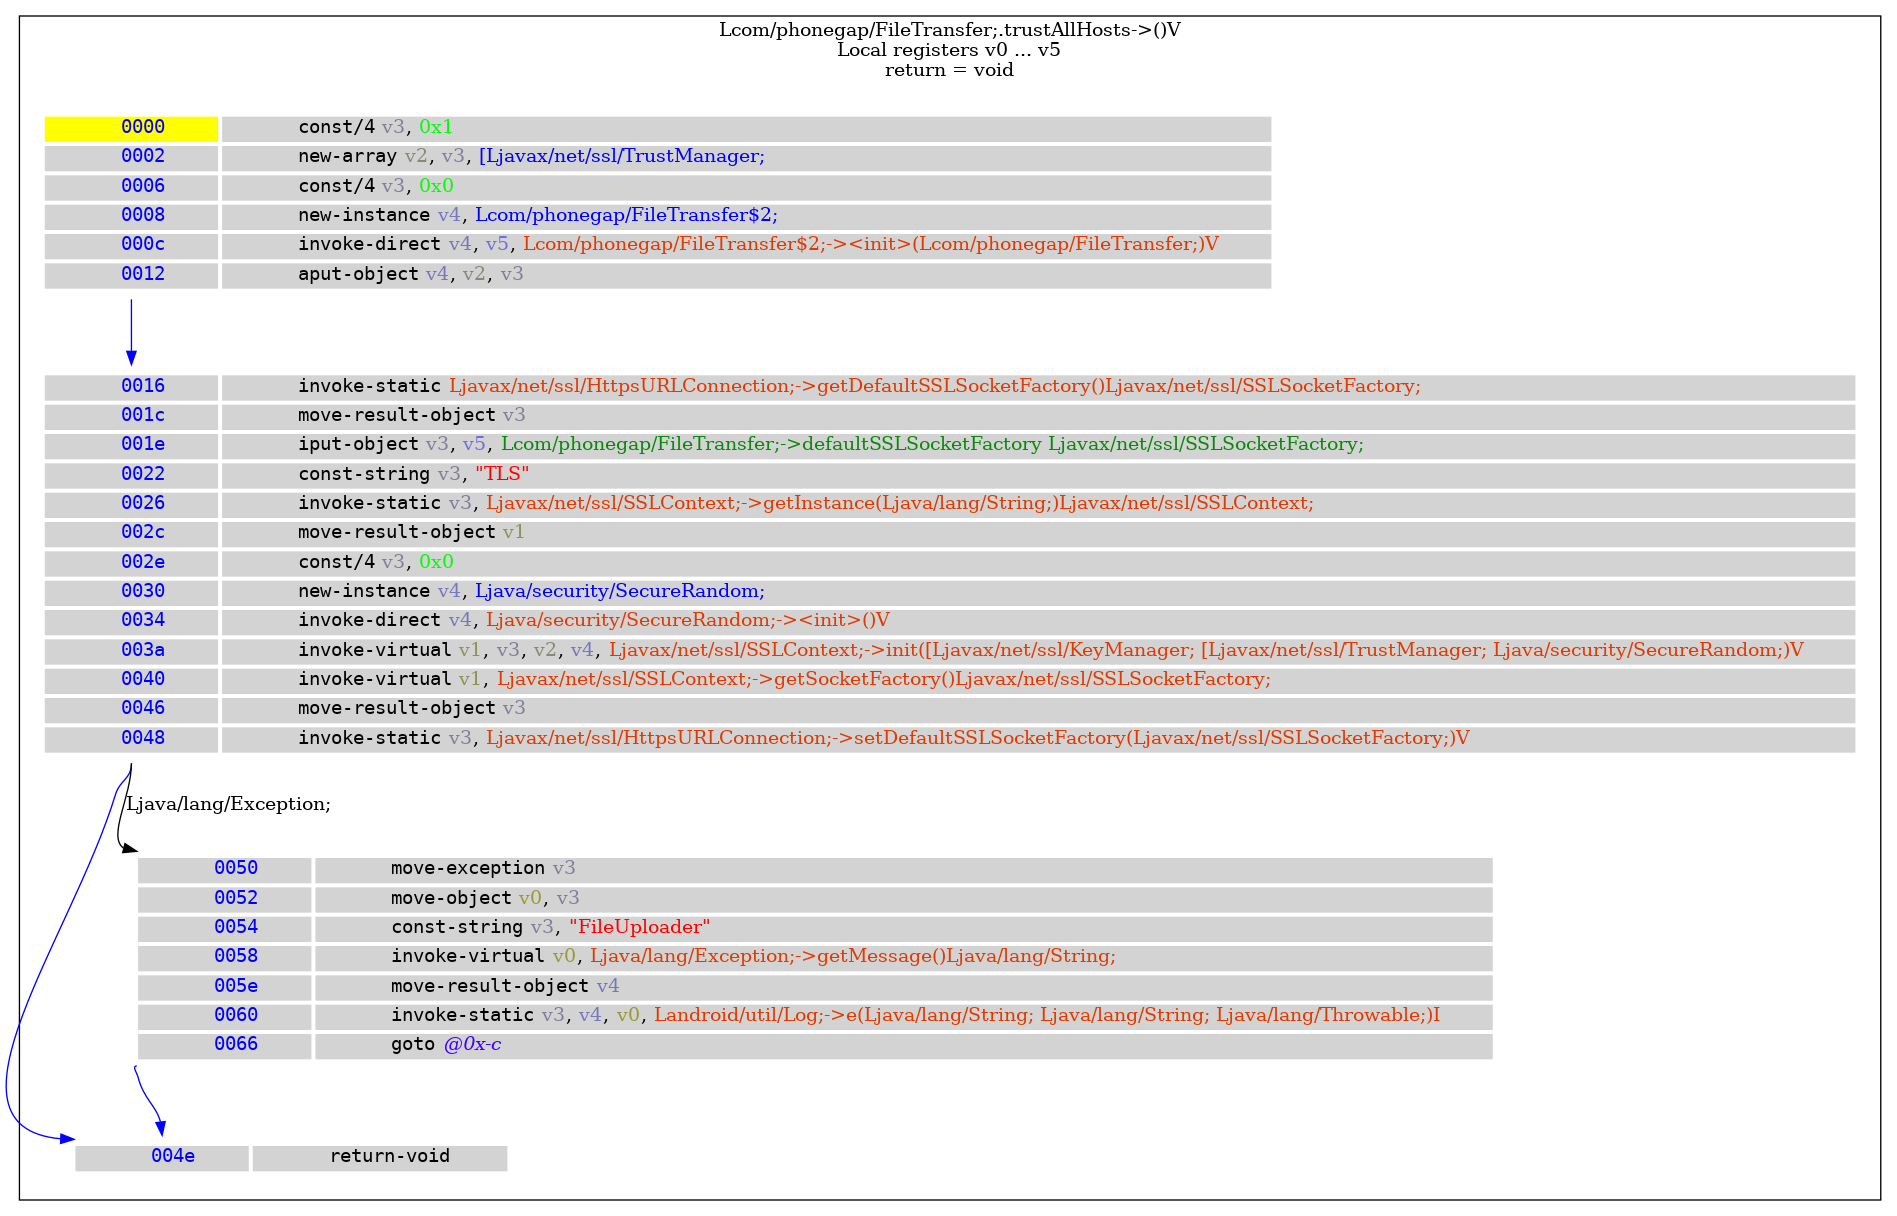 Lcom/phonegap/FileTransfer;.trustAllHosts->()V
Local registers v0 ... v5
return = void
0000 const/4 v3, 0x1
0002 new-array v2, v3, [Ljavax/net/ssl/TrustManager;
0006 const/4 v3, 0x0
0008 new-instance v4, Lcom/phonegap/FileTransfer$2;
000c invoke-direct v4, v5, Lcom/phonegap/FileTransfer$2;-><init>(Lcom/phonegap/FileTransfer;)V
0012 aput-object v4, v2, v3
0016 invoke-static Ljavax/net/ssl/HttpsURLConnection;->getDefaultSSLSocketFactory()Ljavax/net/ssl/SSLSocketFactory;
001c move-result-object v3
001e iput-object v3, v5, Lcom/phonegap/FileTransfer;->defaultSSLSocketFactory Ljavax/net/ssl/SSLSocketFactory;
0022 const-string v3, "TLS"
0026 invoke-static v3, Ljavax/net/ssl/SSLContext;->getInstance(Ljava/lang/String;)Ljavax/net/ssl/SSLContext;
002c move-result-object v1
002e const/4 v3, 0x0
0030 new-instance v4, Ljava/security/SecureRandom;
0034 invoke-direct v4, Ljava/security/SecureRandom;-><init>()V
003a invoke-virtual v1, v3, v2, v4, Ljavax/net/ssl/SSLContext;->init([Ljavax/net/ssl/KeyManager; [Ljavax/net/ssl/TrustManager; Ljava/security/SecureRandom;)V
0040 invoke-virtual v1, Ljavax/net/ssl/SSLContext;->getSocketFactory()Ljavax/net/ssl/SSLSocketFactory;
0046 move-result-object v3
0048 invoke-static v3, Ljavax/net/ssl/HttpsURLConnection;->setDefaultSSLSocketFactory(Ljavax/net/ssl/SSLSocketFactory;)V
Ljava/lang/Exception;
0050 move-exception v3
0052 move-object v0, v3
0054 const-string v3, "FileUploader"
0058 invoke-virtual v0, Ljava/lang/Exception;->getMessage()Ljava/lang/String;
005e move-result-object v4
0060 invoke-static v3, v4, v0, Landroid/util/Log;->e(Ljava/lang/String; Ljava/lang/String; Ljava/lang/Throwable;)I
0066 goto @0x-c
004e return-void